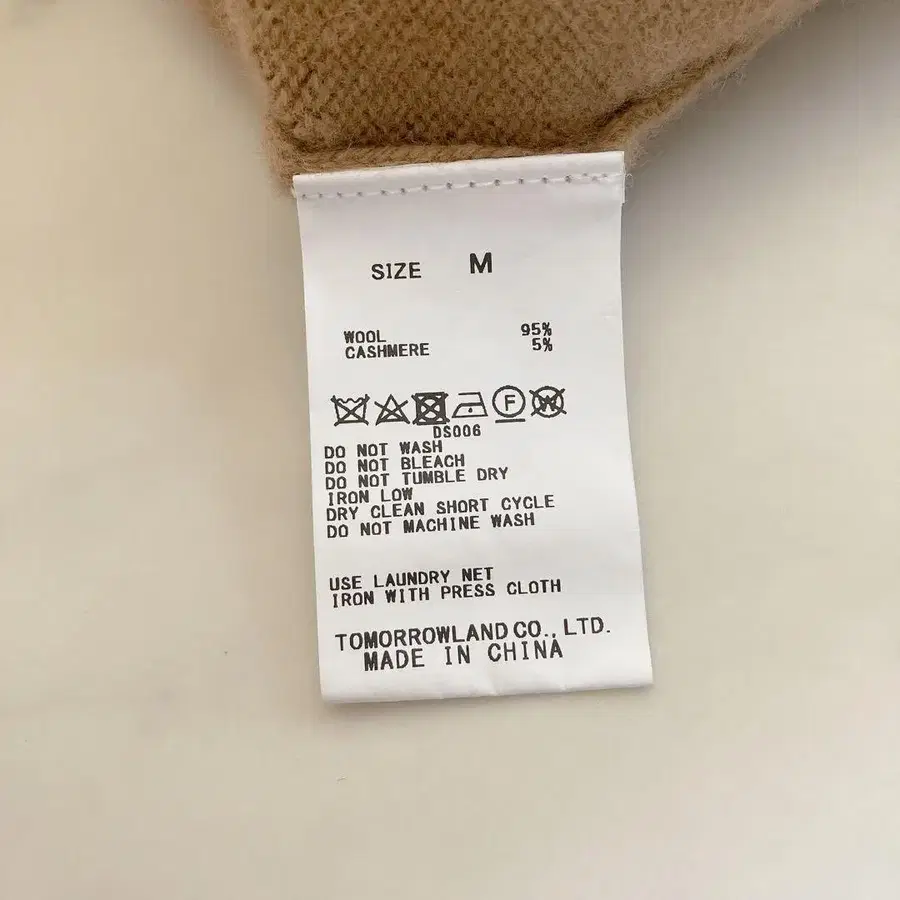 SIZE M
WOOL 95%
CASHMERE 5%
F W
DS006
DO NOT WASH
DO NOT BLEACH
DO NOT TUMBLE DRY
IRON LOW
DRY CLEAN SHORT CYCLE
DO NOT MACHINE WASH
USE LAUNDRY NET
IRON WITH PRESS CLOTH
TOMORROWLAND CO., LTD.
MADE IN CHINA